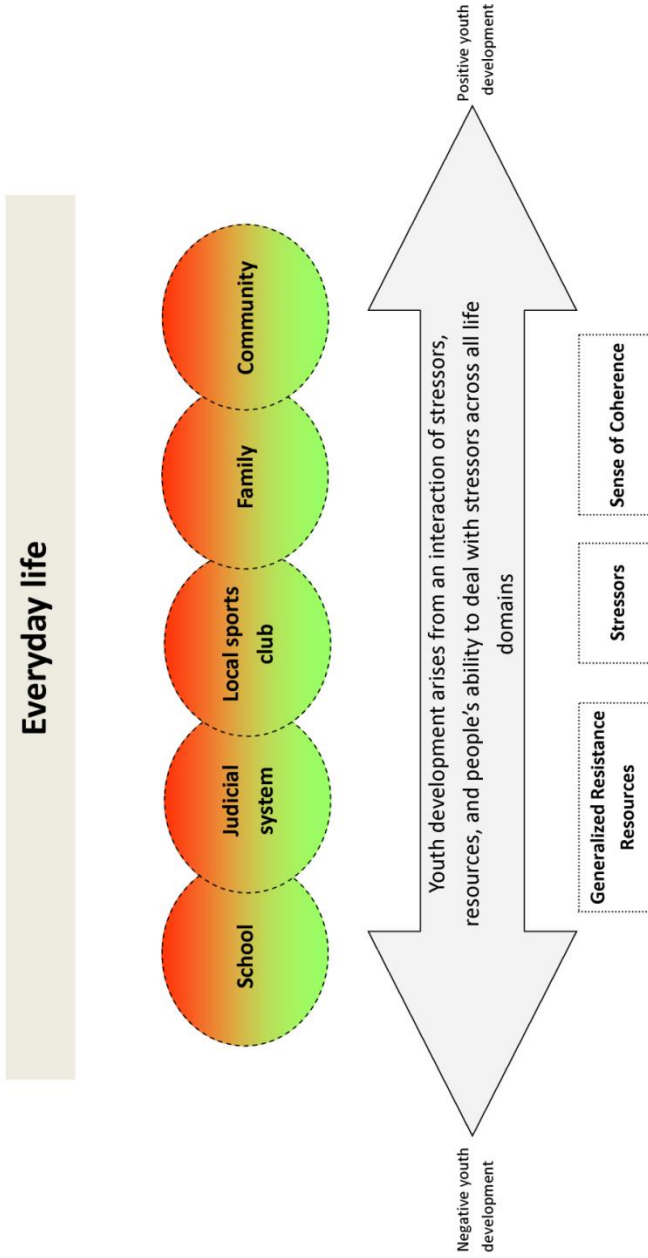 Everyday life
School
Judicial
system
Local sports
club
Family
Community
Negative youth
development
Youth development arises from an interaction of stressors,
resources, and people’s ability to deal with stressors across all life
domains
Positive youth
development
Generalized Resistance
Resources
Stressors
Sense of Coherence